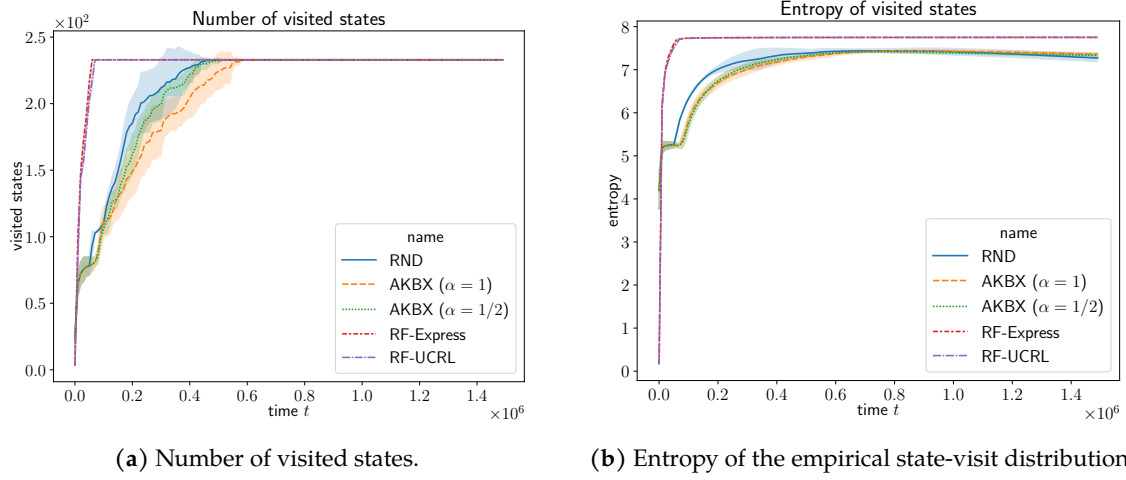 Number of visited states
×10²
2.5
2.0
1.5
1.0
0.5
0.0
visited states
name
RND
AKBX (α = 1)
AKBX (α = 1/2)
RF-Express
RF-UCRL
0.0 0.2 0.4 0.6 0.8 1.0 1.2 1.4
time t
×10⁶
(a) Number of visited states.
Entropy of visited states
8
7
6
5
4
3
2
1
0
entropy
name
RND
AKBX (α = 1)
AKBX (α = 1/2)
RF-Express
RF-UCRL
0.0 0.2 0.4 0.6 0.8 1.0 1.2 1.4
time t
×10⁶
(b) Entropy of the empirical state-visit distribution